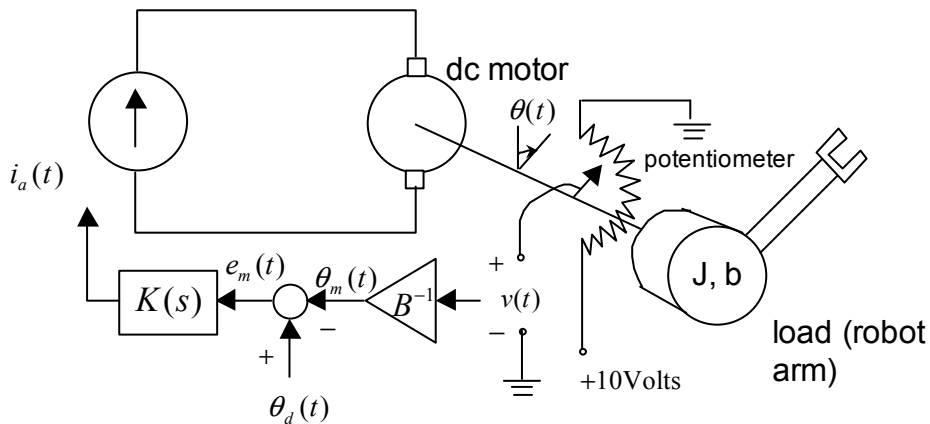 dc motor
θ(t)
potentiometer
i_a(t)
e_m(t)
θ_m(t)
K(s)
B⁻¹
+
v(t)
−
J, b
−
+
load (robot
arm)
+10Volts
θ_d(t)